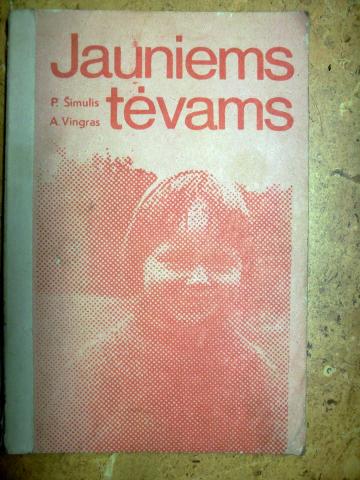 Jauniems
P. Šimulis
A. Vingras
tėvams